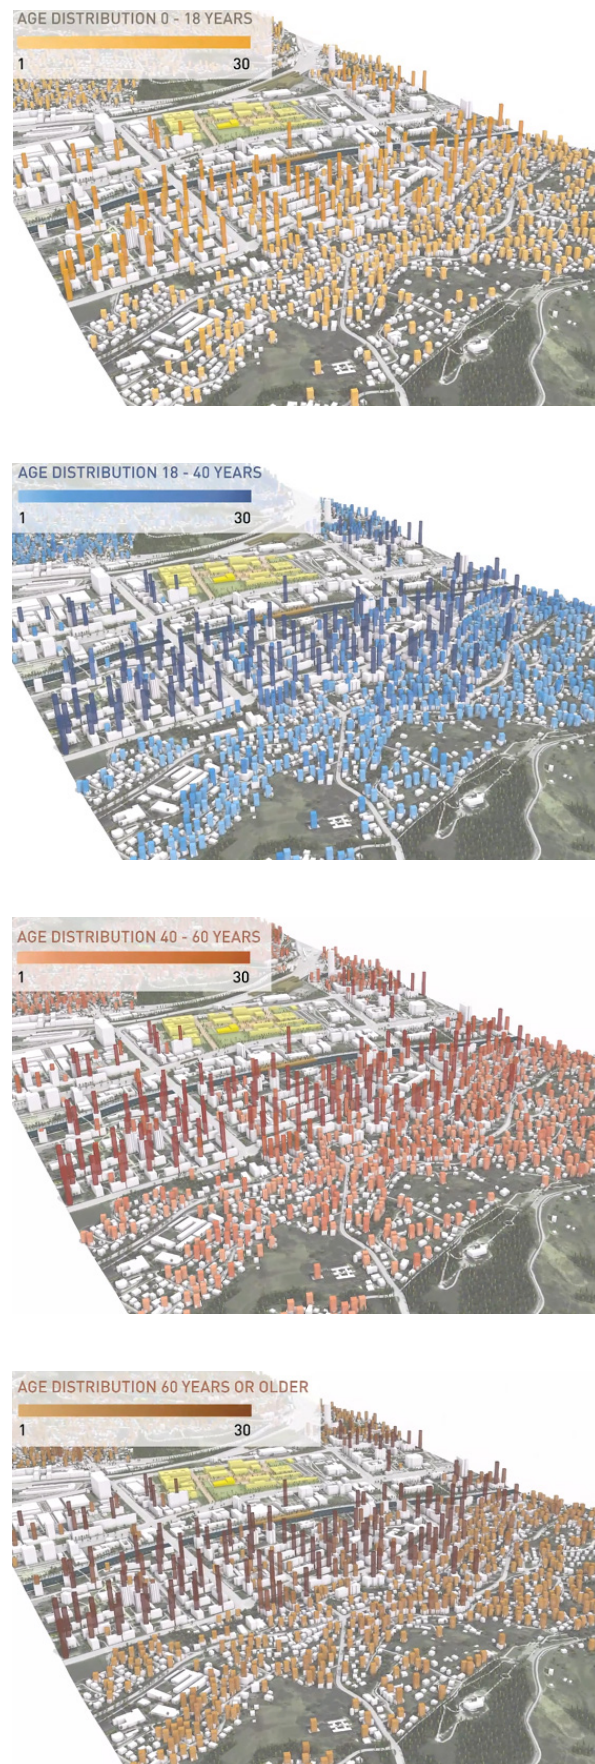 AGE DISTRIBUTION 0 - 18 YEARS
1 30
AGE DISTRIBUTION 18 - 40 YEARS
1 30
AGE DISTRIBUTION 40 - 60 YEARS
1 30
AGE DISTRIBUTION 60 YEARS OR OLDER
1 30